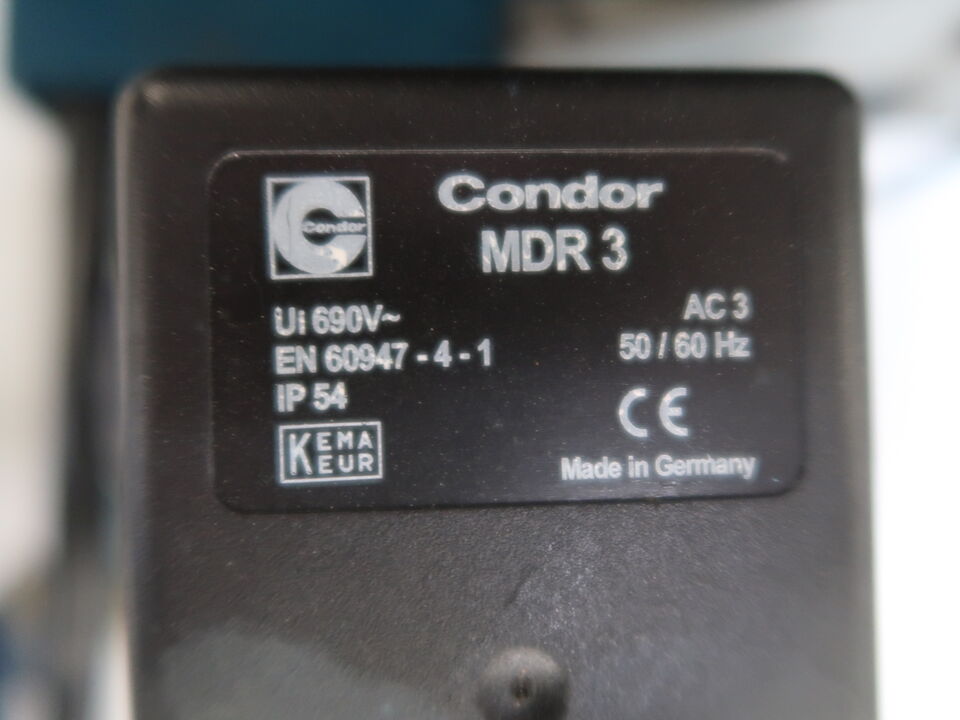 Condor
Condor
MDR 3
Ui 690V~
AC 3
EN 60947 - 4 - 1
50 / 60 Hz
IP 54
CE
KEMA
KEUR
Made in Germany